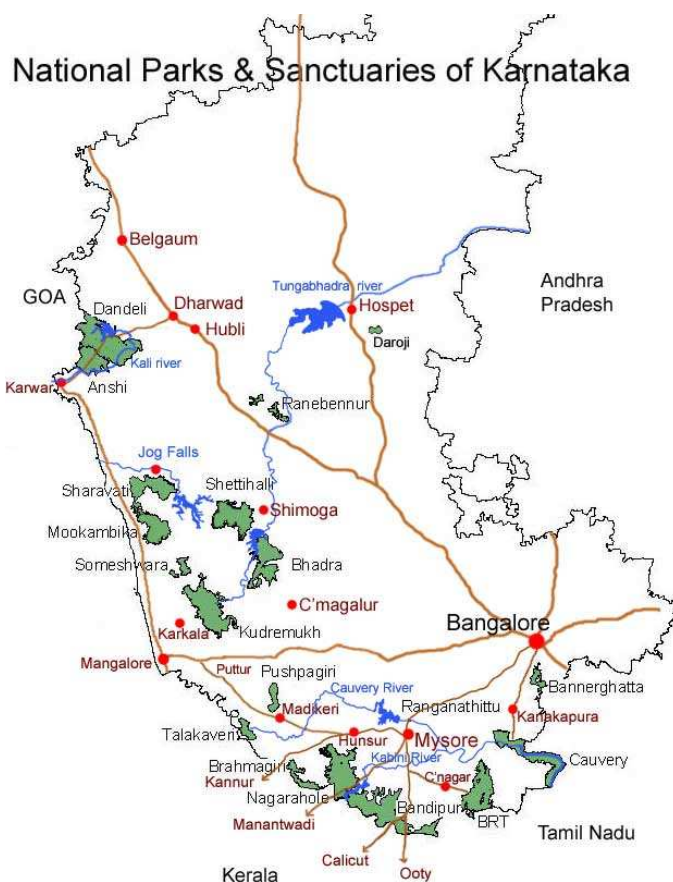 National Parks & Sanctuaries of Karnataka
Belgaum
Tungabhadra river
Andhra
Pradesh
GOA
Dandeli
Dharwad
Hospet
Hubli
Daroji
Kali river
Karwar
Anshi
Ranebennur
Jog Falls
Shettihalli
Sharavati
Shimoga
Mookambika
Someshwara
Bhadra
C'magalur
Bangalore
Karkala
Kudremukh
Mangalore
Puttur
Pushpagiri
Bannerghatta
Cauvery River
Ranganathittu
Madikeri
Kanakapura
Talakaveri
Hunsur
Mysore
Brahmagiri
Kabini River
Cauvery
Kannur
C'nagar
Nagarahole
Bandipur
Manantwadi
BRT
Tamil Nadu
Calicut
Ooty
Kerala